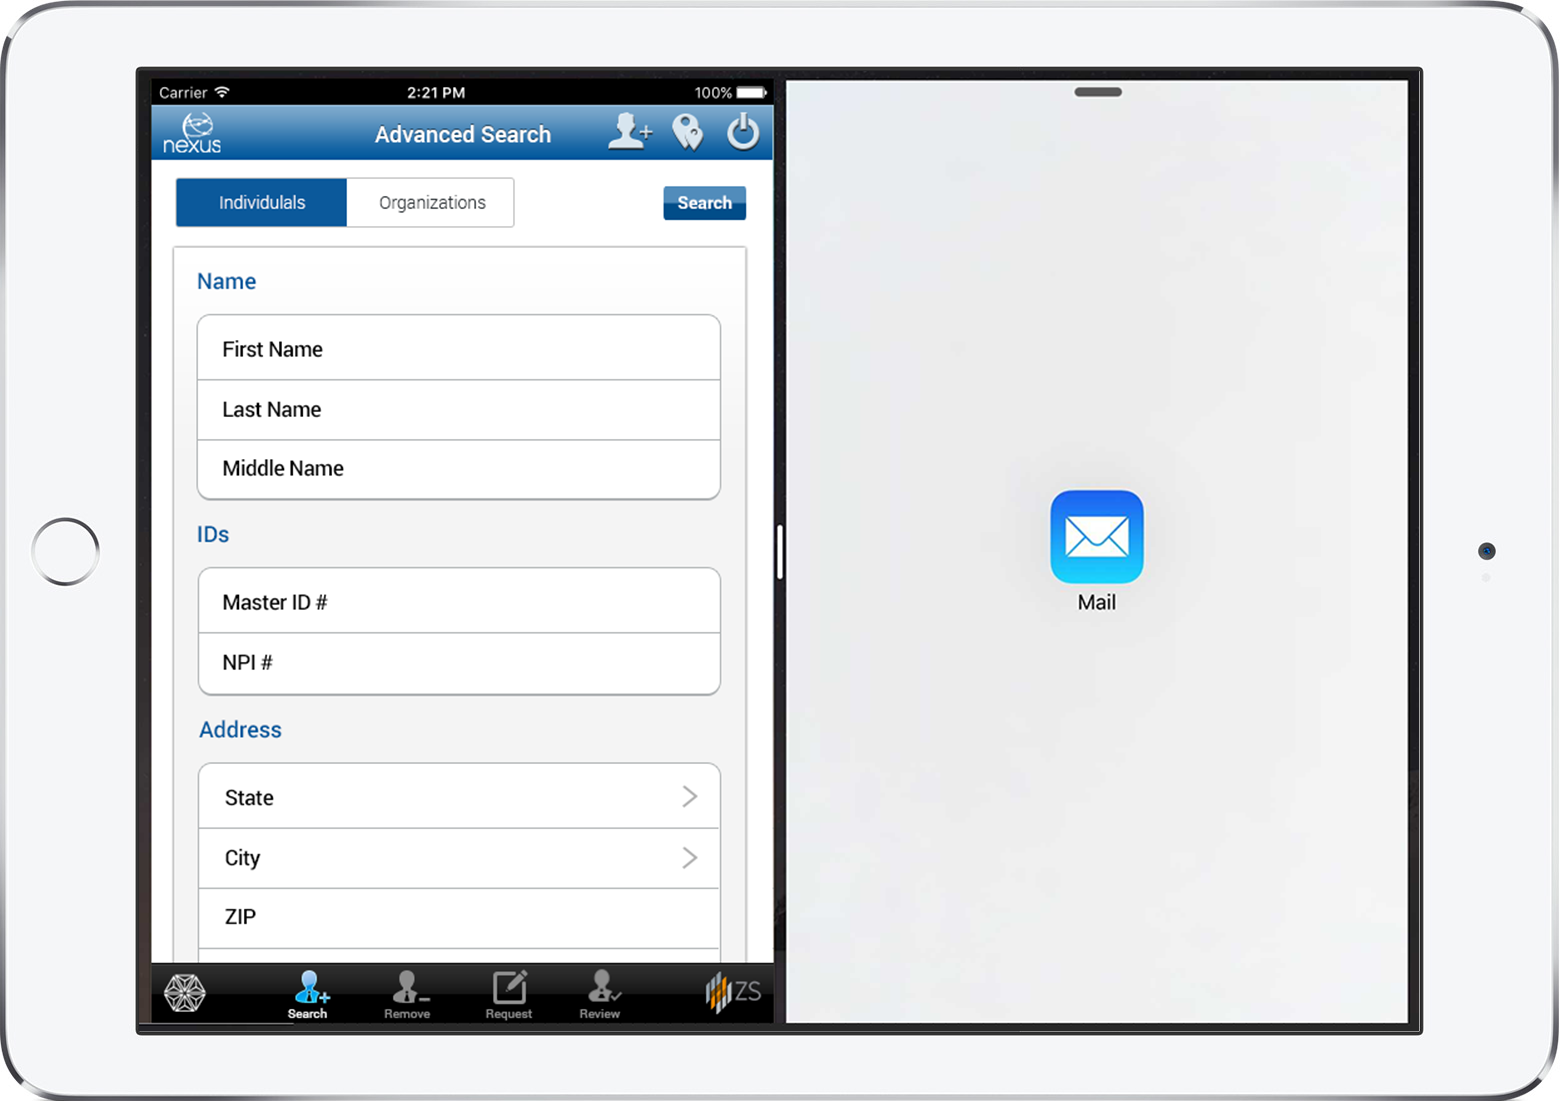 Carrier 2:21 PM 100%
nexus Advanced Search
Individulals Organizations Search
Name
First Name
Last Name
Middle Name
IDs
Master ID #
NPI #
Address
State
City
ZIP
Search Remove Request Review ZS
Mail